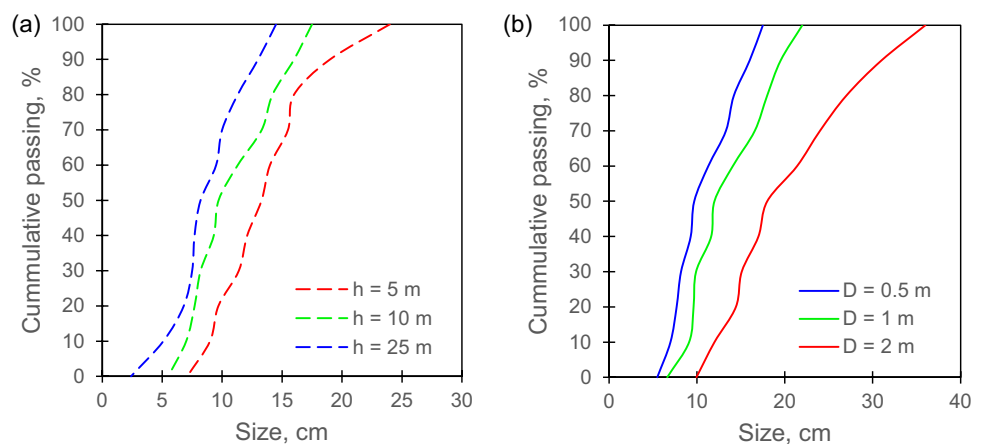 (a)
Cummulative passing, %
100
90
80
70
60
50
40
30
20
10
0
0 5 10 15 20 25 30
Size, cm
h = 5 m
h = 10 m
h = 25 m
(b)
Cummulative passing, %
100
90
80
70
60
50
40
30
20
10
0
0 10 20 30 40
Size, cm
D = 0.5 m
D = 1 m
D = 2 m